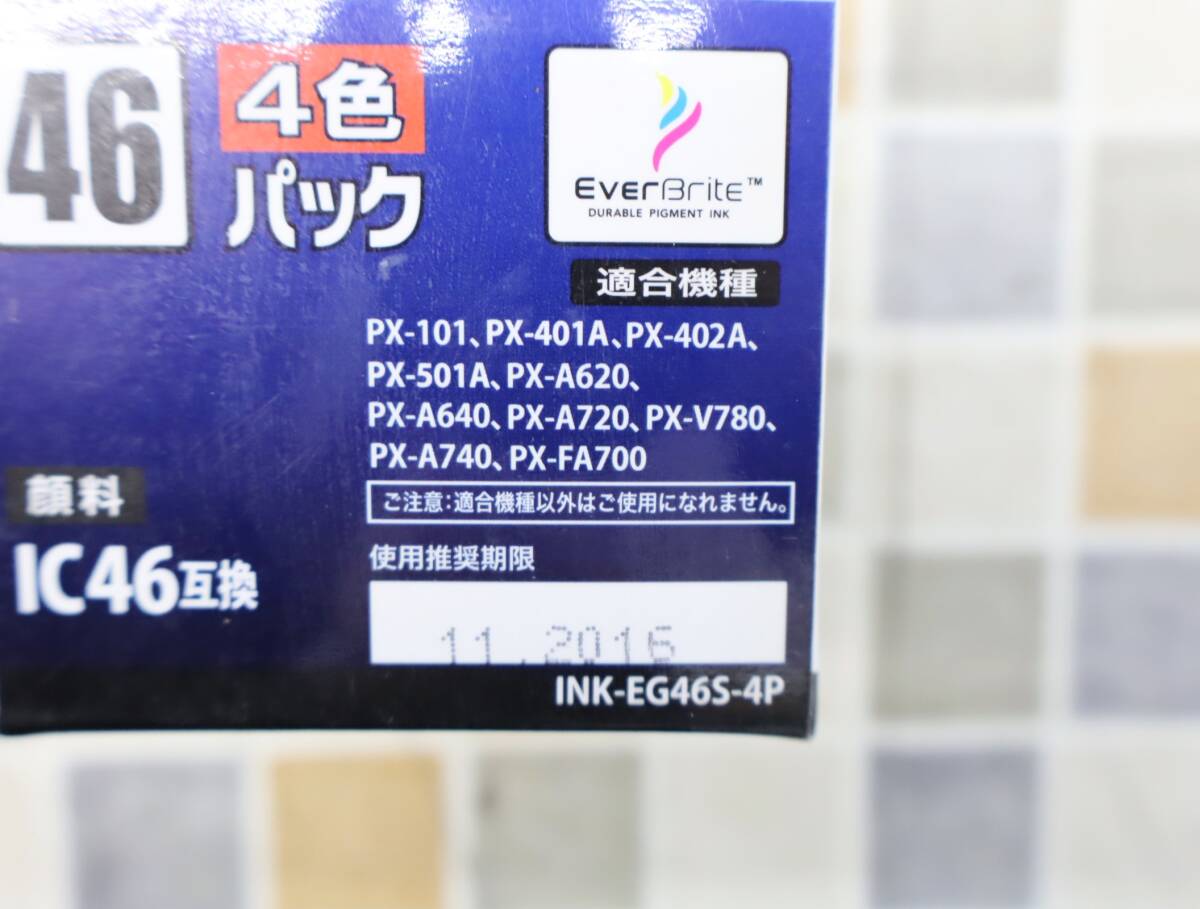 46
4色
パック
EverBrite™
DURABLE PIGMENT INK
適合機種
PX-101、PX-401A、PX-402A、
PX-501A、PX-A620、
PX-A640、PX-A720、PX-V780、
PX-A740、PX-FA700
ご注意:適合機種以外はご使用になれません。
顔料
IC46互換
使用推奨期限
11.2016
INK-EG46S-4P